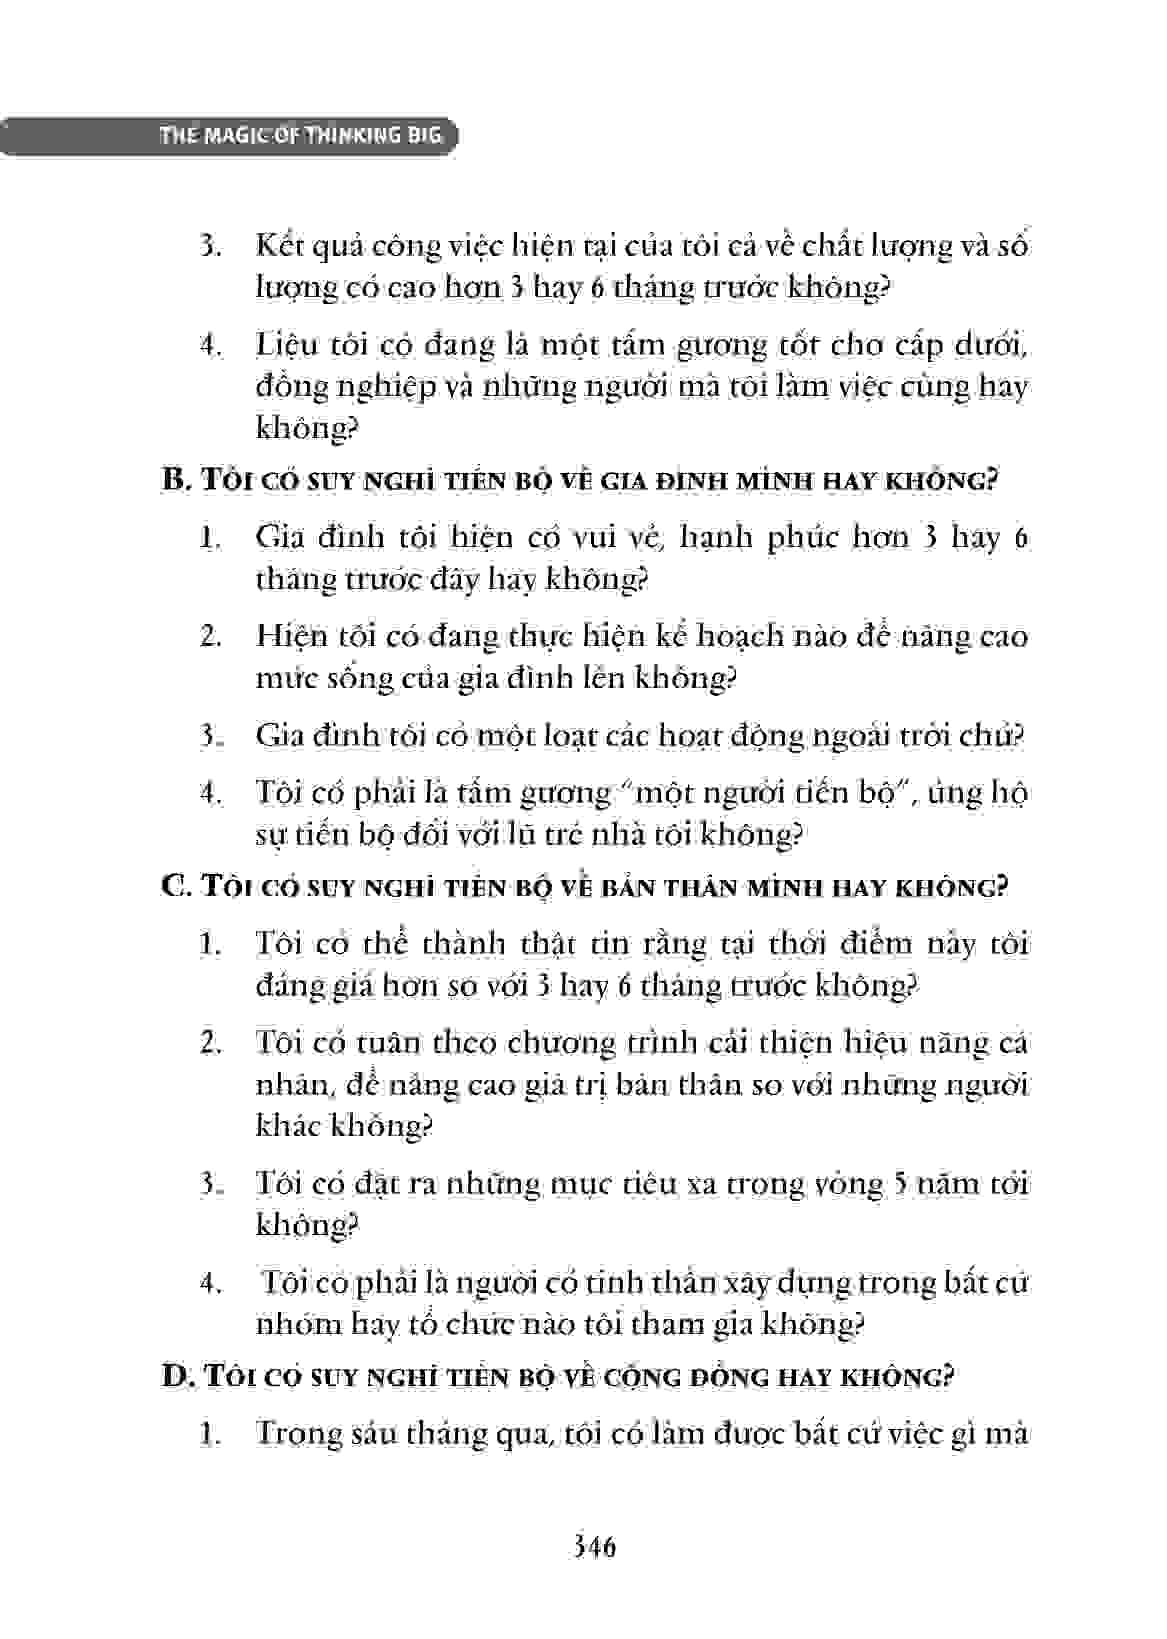 THE MAGIC OF THINKING BIG
3. Kết quả công việc hiện tại của tôi cả về chất lượng và số
lượng có cao hơn 3 hay 6 tháng trước không?
4. Liệu tôi có đang là một tấm gương tốt cho cấp dưới,
đồng nghiệp và những người mà tôi làm việc cùng hay
không?
B. TÔI CÓ SUY NGHĨ TIẾN BỘ VỀ GIA ĐÌNH MÌNH HAY KHÔNG?
1. Gia đình tôi hiện có vui vẻ, hạnh phúc hơn 3 hay 6
tháng trước đây hay không?
2. Hiện tôi có đang thực hiện kế hoạch nào để nâng cao
mức sống của gia đình lên không?
3. Gia đình tôi có một loạt các hoạt động ngoài trời chứ?
4. Tôi có phải là tấm gương “một người tiến bộ”, ủng hộ
sự tiến bộ đối với lũ trẻ nhà tôi không?
C. TÔI CÓ SUY NGHĨ TIẾN BỘ VỀ BẢN THÂN MÌNH HAY KHÔNG?
1. Tôi có thể thành thật tin rằng tại thời điểm này tôi
đáng giá hơn so với 3 hay 6 tháng trước không?
2. Tôi có tuân theo chương trình cải thiện hiệu năng cá
nhân, để nâng cao giá trị bản thân so với những người
khác không?
3. Tôi có đặt ra những mục tiêu xa trong vòng 5 năm tới
không?
4. Tôi có phải là người có tinh thần xây dựng trong bất cứ
nhóm hay tổ chức nào tôi tham gia không?
D. TÔI CÓ SUY NGHĨ TIẾN BỘ VỀ CỘNG ĐỒNG HAY KHÔNG?
1. Trong sáu tháng qua, tôi có làm được bất cứ việc gì mà
346